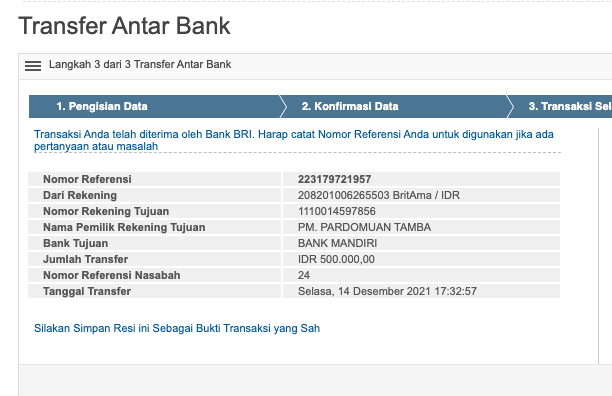 Transfer Antar Bank
Langkah 3 dari 3 Transfer Antar Bank
1. Pengisian Data
2. Konfirmasi Data
3. Transaksi
Transaksi Anda telah diterima oleh Bank BRI. Harap catat Nomor Referensi Anda untuk digunakan jika ada
pertanyaan atau masalah
Nomor Referensi 223179721957
Dari Rekening 208201006265503 BritAma / IDR
Nomor Rekening Tujuan 1110014597856
Nama Pemilik Rekening Tujuan PM. PARDOMUAN TAMBA
Bank Tujuan BANK MANDIRI
Jumlah Transfer IDR 500.000,00
Nomor Referensi Nasabah 24
Tanggal Transfer Selasa, 14 Desember 2021 17:32:57
Silakan Simpan Resi ini Sebagai Bukti Transaksi yang Sah